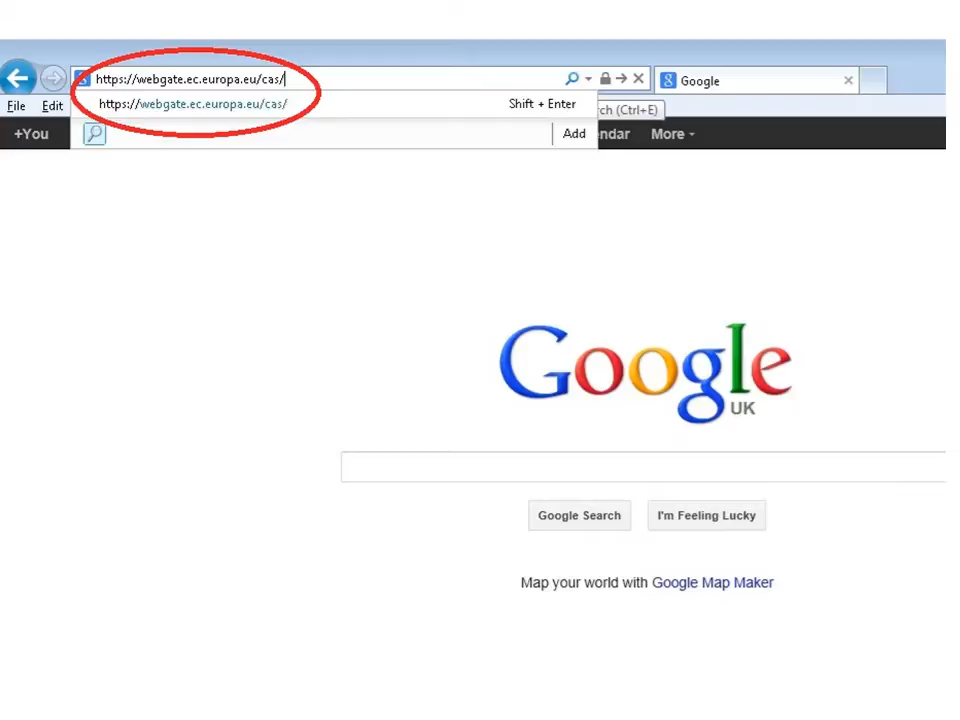 https://webgate.ec.europa.eu/cas/
Google
File Edit
https://webgate.ec.europa.eu/cas/ Shift + Enter
rch (Ctrl+E)
+You
Add
ndar More
Google
UK
Google Search I'm Feeling Lucky
Map your world with Google Map Maker